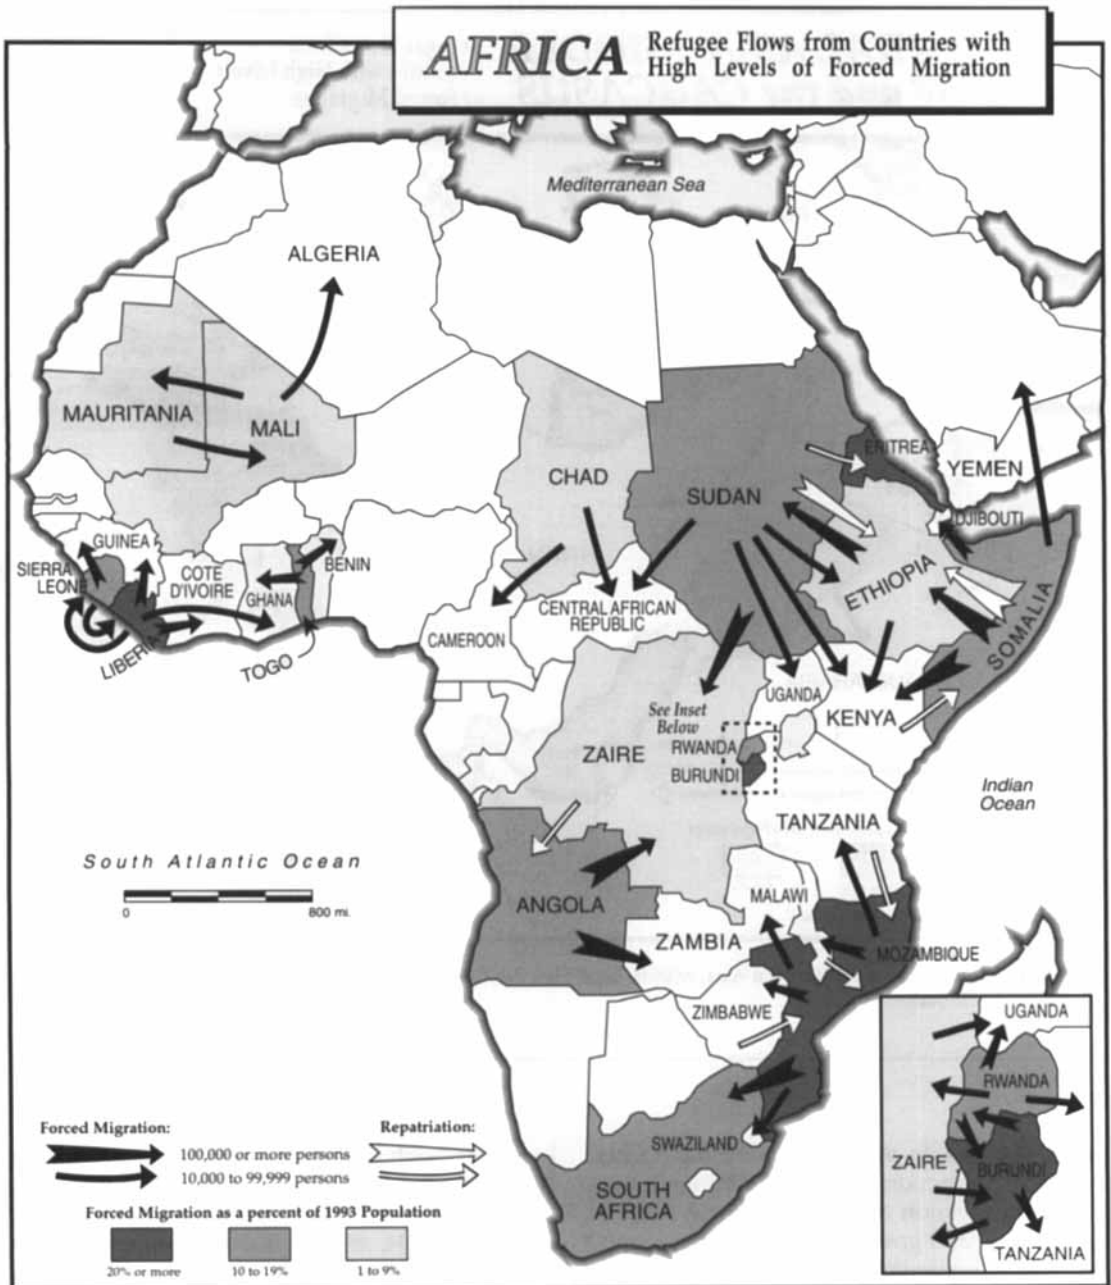 AFRICA
Refugee Flows from Countries with
High Levels of Forced Migration
Mediterranean Sea
ALGERIA
MAURITANIA
MALI
CHAD
SUDAN
ERITREA
YEMEN
DJIBOUTI
GUINEA
SIERRA
LEONE
COTE
D'IVOIRE
GHANA
BENIN
LIBERIA
TOGO
CAMEROON
CENTRAL AFRICAN
REPUBLIC
ETHIOPIA
SOMALIA
UGANDA
KENYA
See Inset
Below
ZAIRE
RWANDA
BURUNDI
Indian
Ocean
TANZANIA
South Atlantic Ocean
0
800 mi.
ANGOLA
MALAWI
ZAMBIA
MOZAMBIQUE
ZIMBABWE
SWAZILAND
SOUTH
AFRICA
UGANDA
RWANDA
ZAIRE
BURUNDI
TANZANIA
Forced Migration:
Repatriation:
100,000 or more persons
10,000 to 99,999 persons
Forced Migration as a percent of 1993 Population
20% or more
10 to 19%
1 to 9%